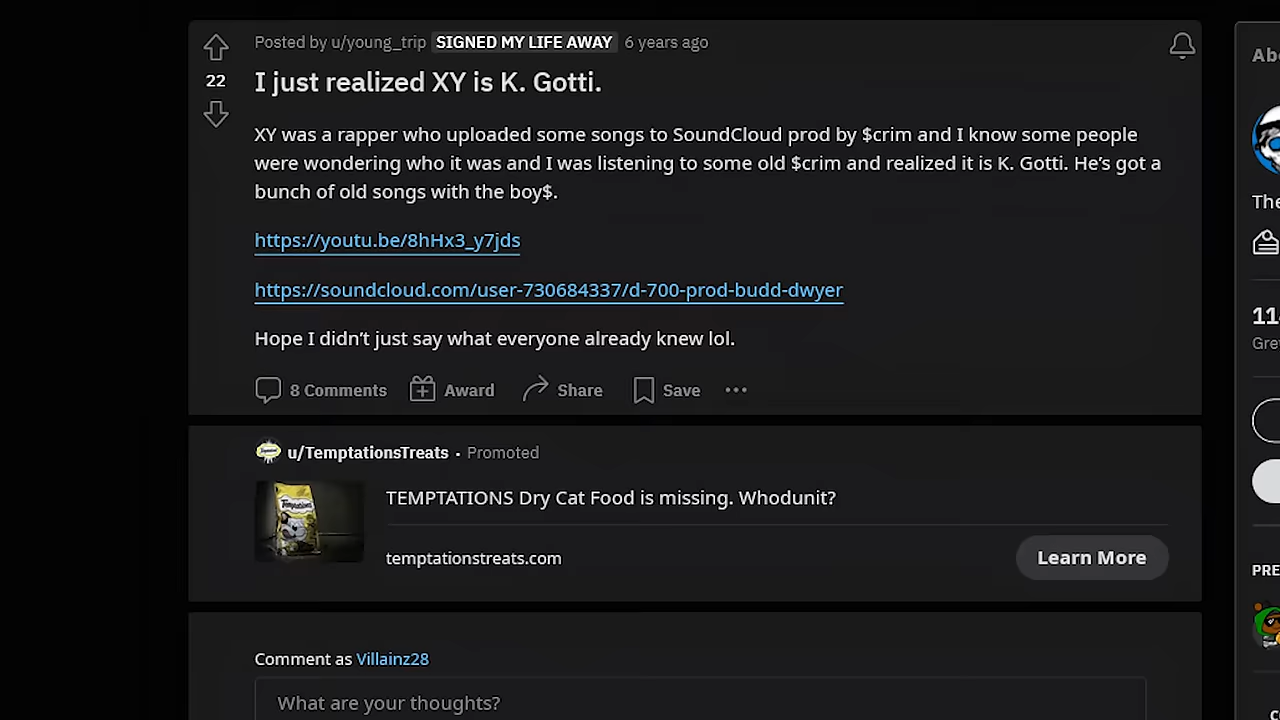 Posted by u/young_trip SIGNED MY LIFE AWAY 6 years ago
22
I just realized XY is K. Gotti.
XY was a rapper who uploaded some songs to SoundCloud prod by $crim and I know some people
were wondering who it was and I was listening to some old $crim and realized it is K. Gotti. He’s got a
bunch of old songs with the boy$.
https://youtu.be/8hHx3_y7jds
https://soundcloud.com/user-730684337/d-700-prod-budd-dwyer
Hope I didn’t just say what everyone already knew lol.
8 Comments Award Share Save
u/TemptationsTreats • Promoted
TEMPTATIONS Dry Cat Food is missing. Whodunit?
temptationstreats.com
Learn More
Comment as Villainz28
What are your thoughts?
Abo
The
11
Grev
PRE